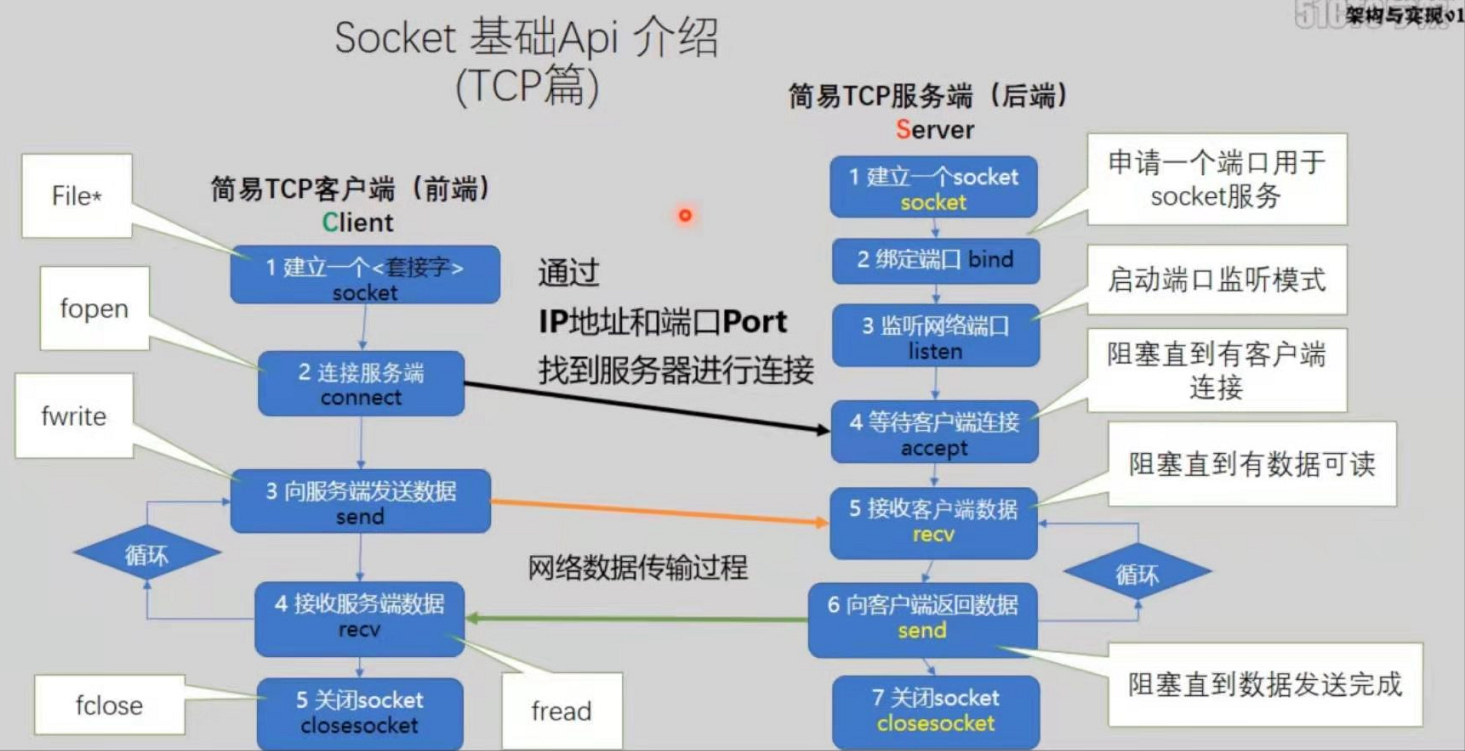 架构与实现01
Socket 基础Api 介绍
(TCP篇)
简易TCP客户端（前端）
Client
File*
1 建立一个<套接字>
socket
fopen
2 连接服务端
connect
fwrite
3 向服务端发送数据
send
循环
4 接收服务端数据
recv
fread
fclose
5 关闭socket
closesocket
通过
IP地址和端口Port
找到服务器进行连接
网络数据传输过程
简易TCP服务端（后端）
Server
1 建立一个socket
socket
申请一个端口用于
socket服务
2 绑定端口 bind
启动端口监听模式
3 监听网络端口
listen
阻塞直到有客户端
连接
4 等待客户端连接
accept
阻塞直到有数据可读
5 接收客户端数据
recv
循环
6 向客户端返回数据
send
阻塞直到数据发送完成
7 关闭socket
closesocket